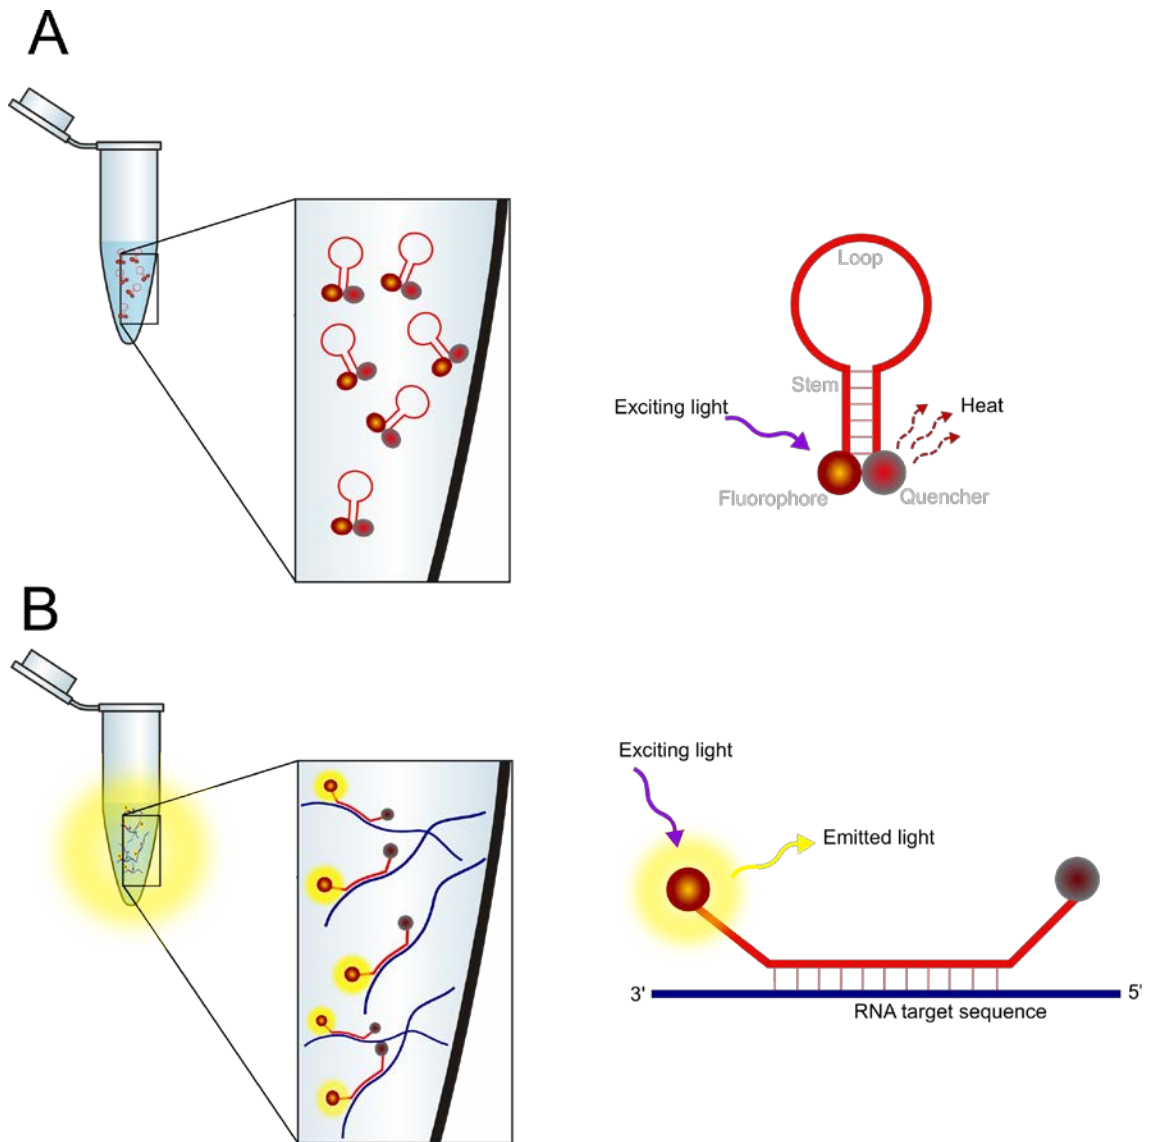 A
Loop
Stem
Exciting light
Heat
Fluorophore
Quencher
B
Exciting light
Emitted light
3'
5'
RNA target sequence